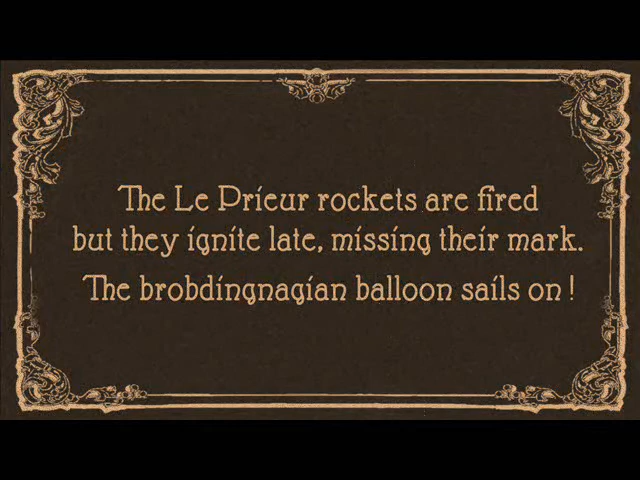 The Le Prieur rockets are fired
but they ignite late, missing their mark.
The brobdingnagian balloon sails on !